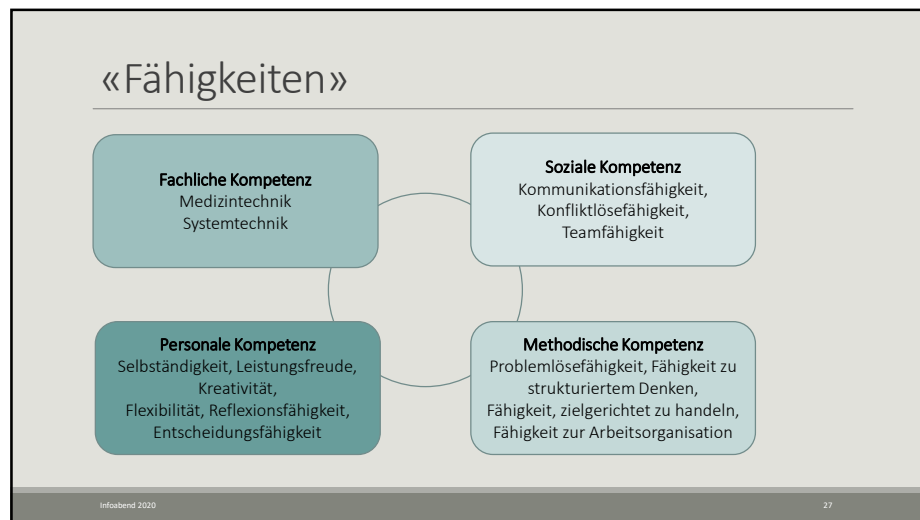 «Fähigkeiten»
Fachliche Kompetenz
Medizintechnik
Systemtechnik
Soziale Kompetenz
Kommunikationsfähigkeit,
Konfliktlösefähigkeit,
Teamfähigkeit
Personale Kompetenz
Selbständigkeit, Leistungsfreude,
Kreativität,
Flexibilität, Reflexionsfähigkeit,
Entscheidungsfähigkeit
Methodische Kompetenz
Problemlösefähigkeit, Fähigkeit zu
strukturiertem Denken,
Fähigkeit, zielgerichtet zu handeln,
Fähigkeit zur Arbeitsorganisation
Infoabend 2020
27